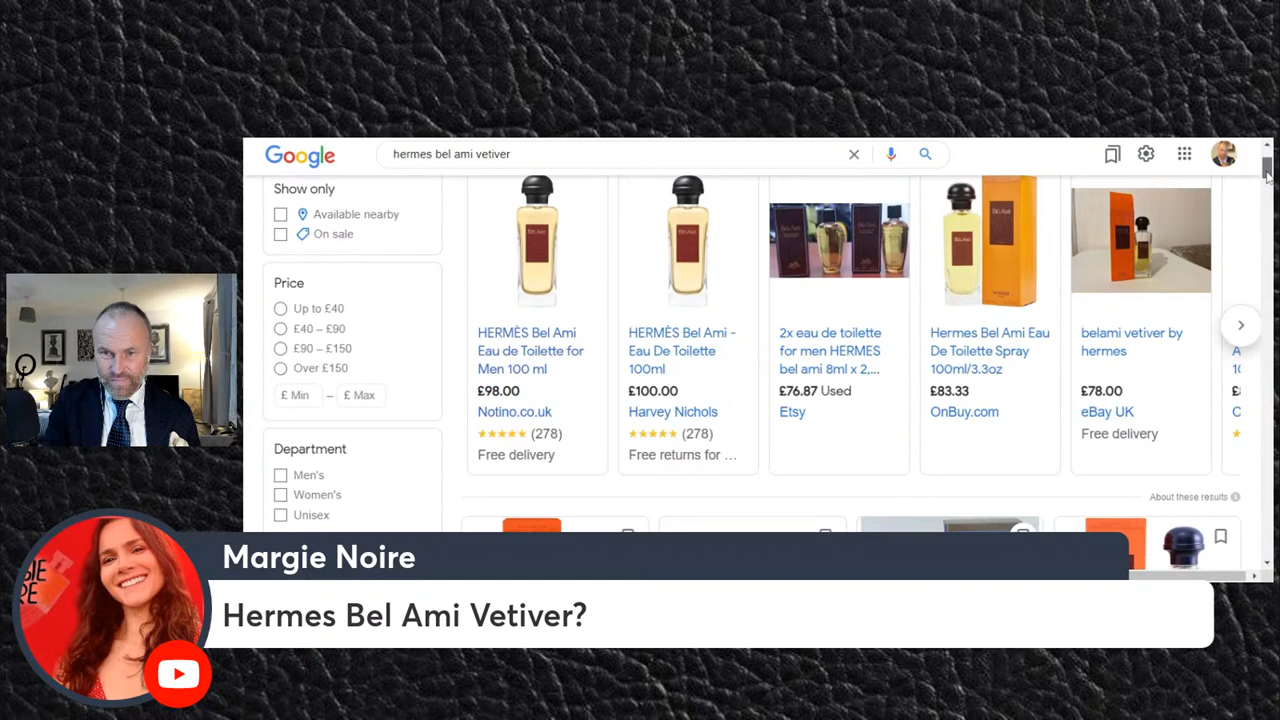 Google
hermes bel ami vetiver
Show only
Available nearby
On sale
Price
Up to £40
£40 – £90
£90 – £150
Over £150
£ Min – £ Max
Department
Men's
Women's
Unisex
HERMÈS Bel Ami
Eau de Toilette for
Men 100 ml
£98.00
Notino.co.uk
(278)
Free delivery
HERMÈS Bel Ami -
Eau De Toilette
100ml
£100.00
Harvey Nichols
(278)
Free returns for ...
2x eau de toilette
for men HERMES
bel ami 8ml x 2,...
£76.87 Used
Etsy
Hermes Bel Ami Eau
De Toilette Spray
100ml/3.3oz
£83.33
OnBuy.com
belami vetiver by
hermes
£78.00
eBay UK
Free delivery
About these results
Margie Noire
Hermes Bel Ami Vetiver?